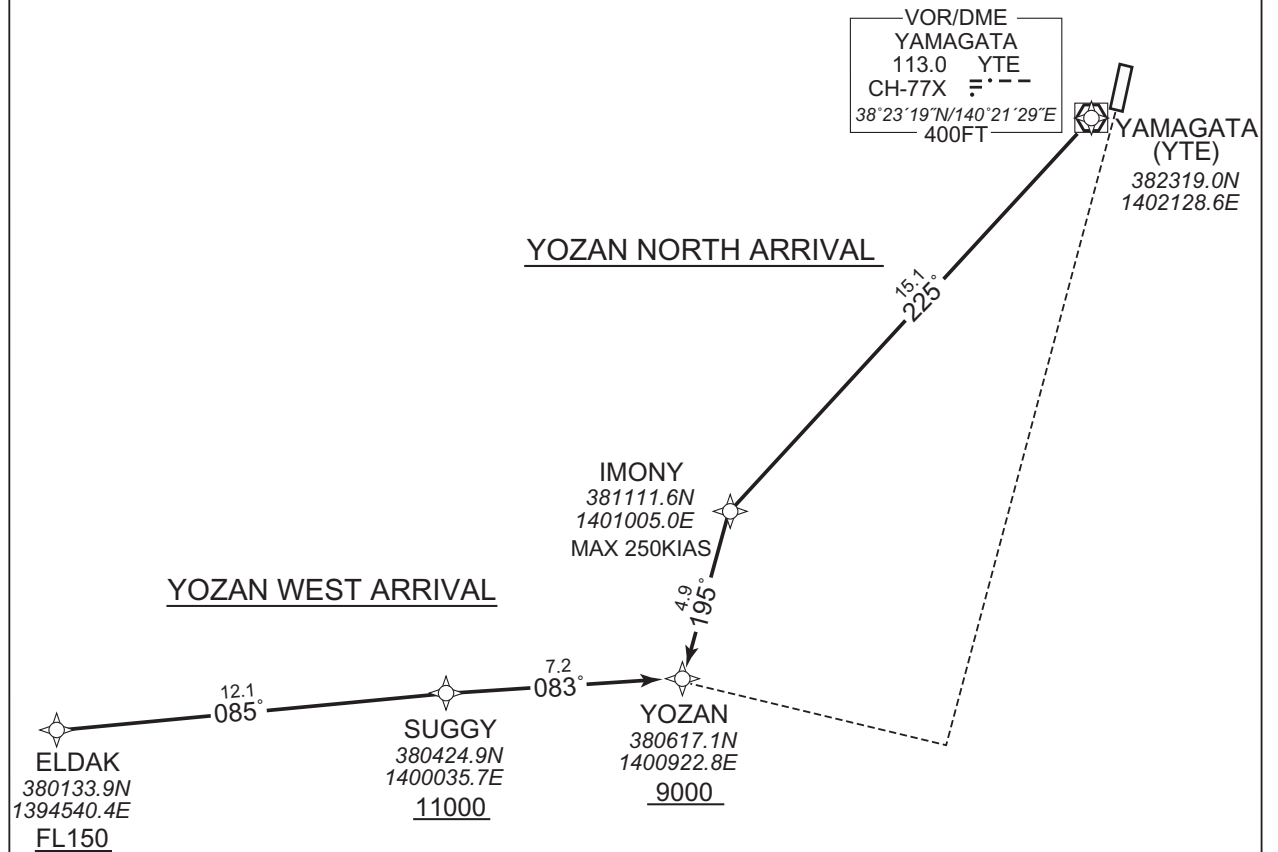 VOR/DME
YAMAGATA
113.0 YTE
CH-77X
38°23´19˝N/140°21´29˝E
400FT
YAMAGATA
(YTE)
382319.0N
1402128.6E
YOZAN NORTH ARRIVAL
15.1
225°
IMONY
381111.6N
1401005.0E
MAX 250KIAS
4.9
195°
YOZAN WEST ARRIVAL
12.1
085°
7.2
083°
ELDAK
380133.9N
1394540.4E
FL150
SUGGY
380424.9N
1400035.7E
11000
YOZAN
380617.1N
1400922.8E
9000